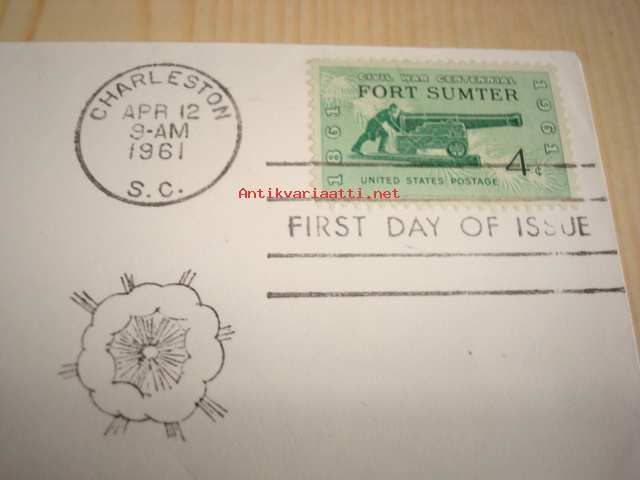 CHARLESTON
APR 12
9-AM
1961
S.C.
CIVIL WAR CENTENNIAL
FORT SUMTER
1861
1961
4¢
UNITED STATES POSTAGE
Antikvariaatti.net
FIRST DAY OF ISSUE